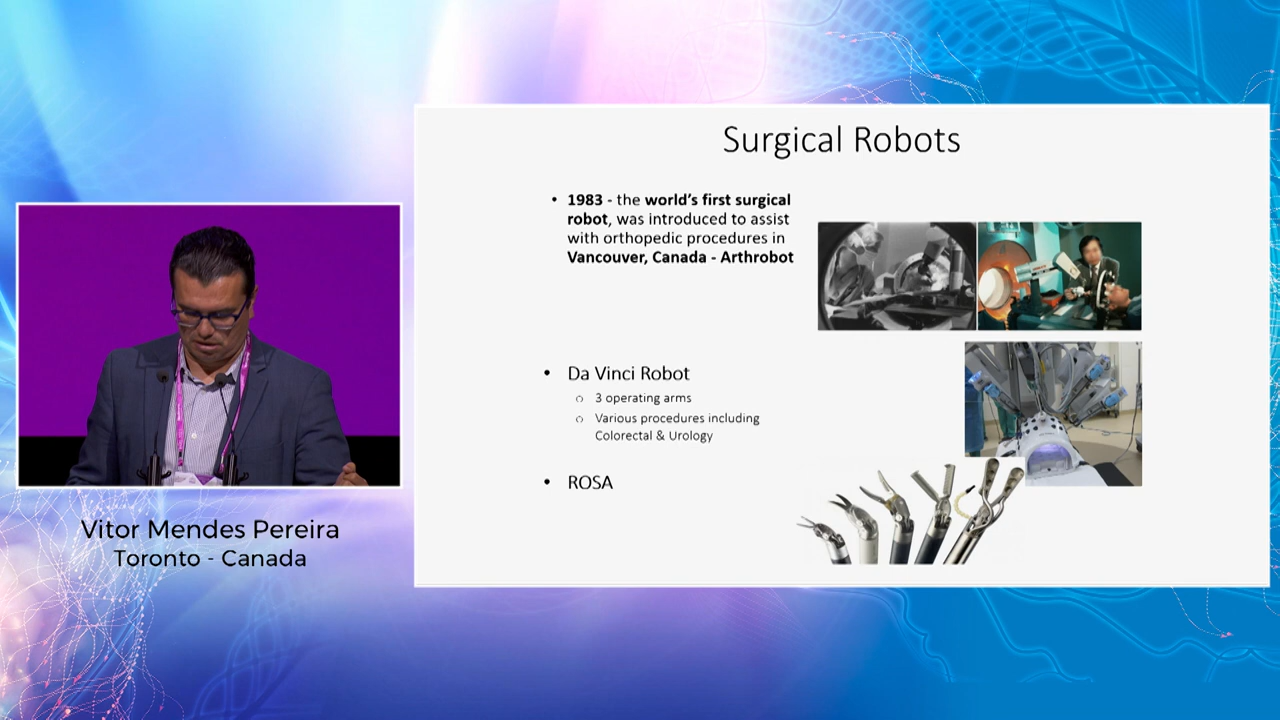 Surgical Robots
• 1983 - the world's first surgical
robot, was introduced to assist
with orthopedic procedures in
Vancouver, Canada - Arthrobot
• Da Vinci Robot
○ 3 operating arms
○ Various procedures including
Colorectal & Urology
• ROSA
Vitor Mendes Pereira
Toronto - Canada